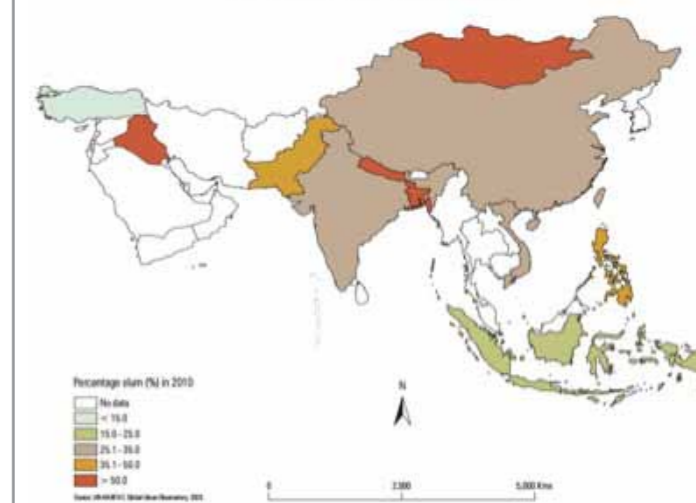 Percentage slum (%) in 2010
No data
< 15.0
15.0 - 25.0
25.1 - 35.0
35.1 - 50.0
> 50.0
N
0 2,500 5,000 Kms